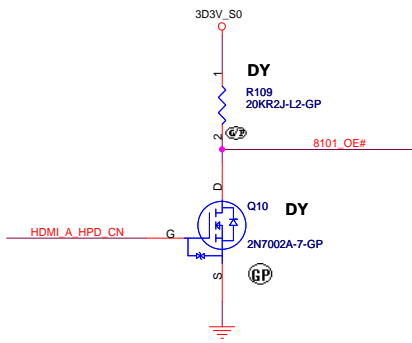 3D3V_S0
1
DY
R109
20KR2J-L2-GP
2
G/P
8101_OE#
D
Q10
DY
HDMI_A_HPD_CN
G
2N7002A-7-GP
S
GP